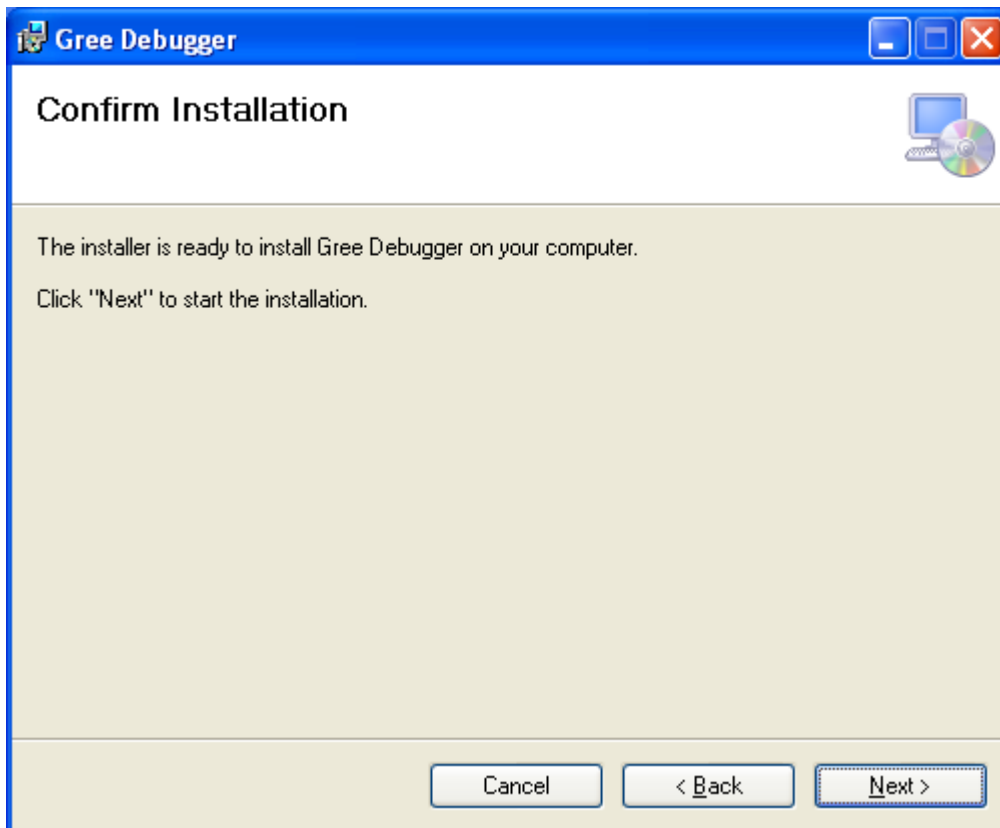 Gree Debugger
Confirm Installation
The installer is ready to install Gree Debugger on your computer.
Click "Next" to start the installation.
Cancel
< Back
Next >